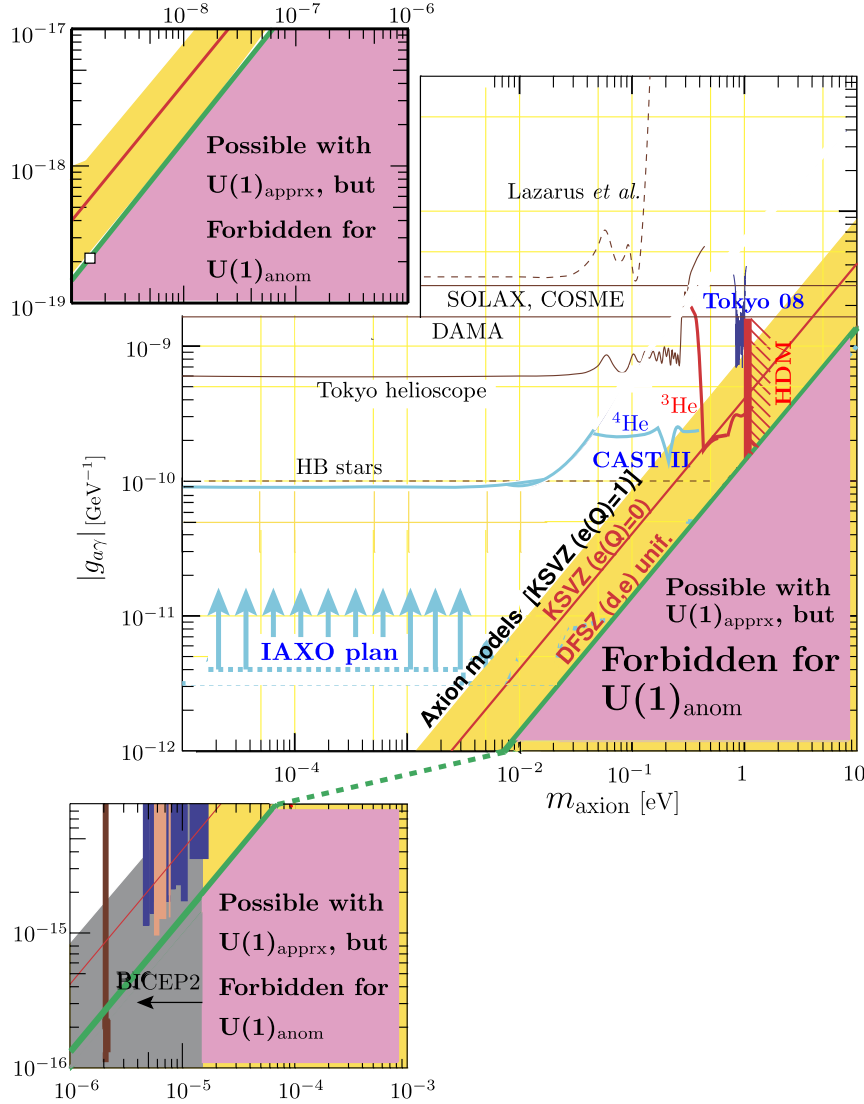 10⁻⁸ 10⁻⁷ 10⁻⁶
10⁻¹⁷
10⁻¹⁸
10⁻¹⁹
Possible with
U(1)apprx, but
Forbidden for
U(1)anom
Lazarus et al.
SOLAX, COSME
Tokyo 08
DAMA
10⁻⁹
HDM
Tokyo helioscope
³He
⁴He
CAST II
HB stars
10⁻¹⁰
|gaγ| [GeV⁻¹]
Axion models [KSVZ (e(Q)=1)]
KSVZ (e(Q)=0)
DFSZ (d,e) unif.
10⁻¹¹
IAXO plan
Possible with
U(1)apprx, but
Forbidden for
U(1)anom
10⁻¹²
10⁻⁴ 10⁻² 10⁻¹ 1 10
maxion [eV]
10⁻¹⁵
10⁻¹⁶
BICEP2
Possible with
U(1)apprx, but
Forbidden for
U(1)anom
10⁻⁶ 10⁻⁵ 10⁻⁴ 10⁻³